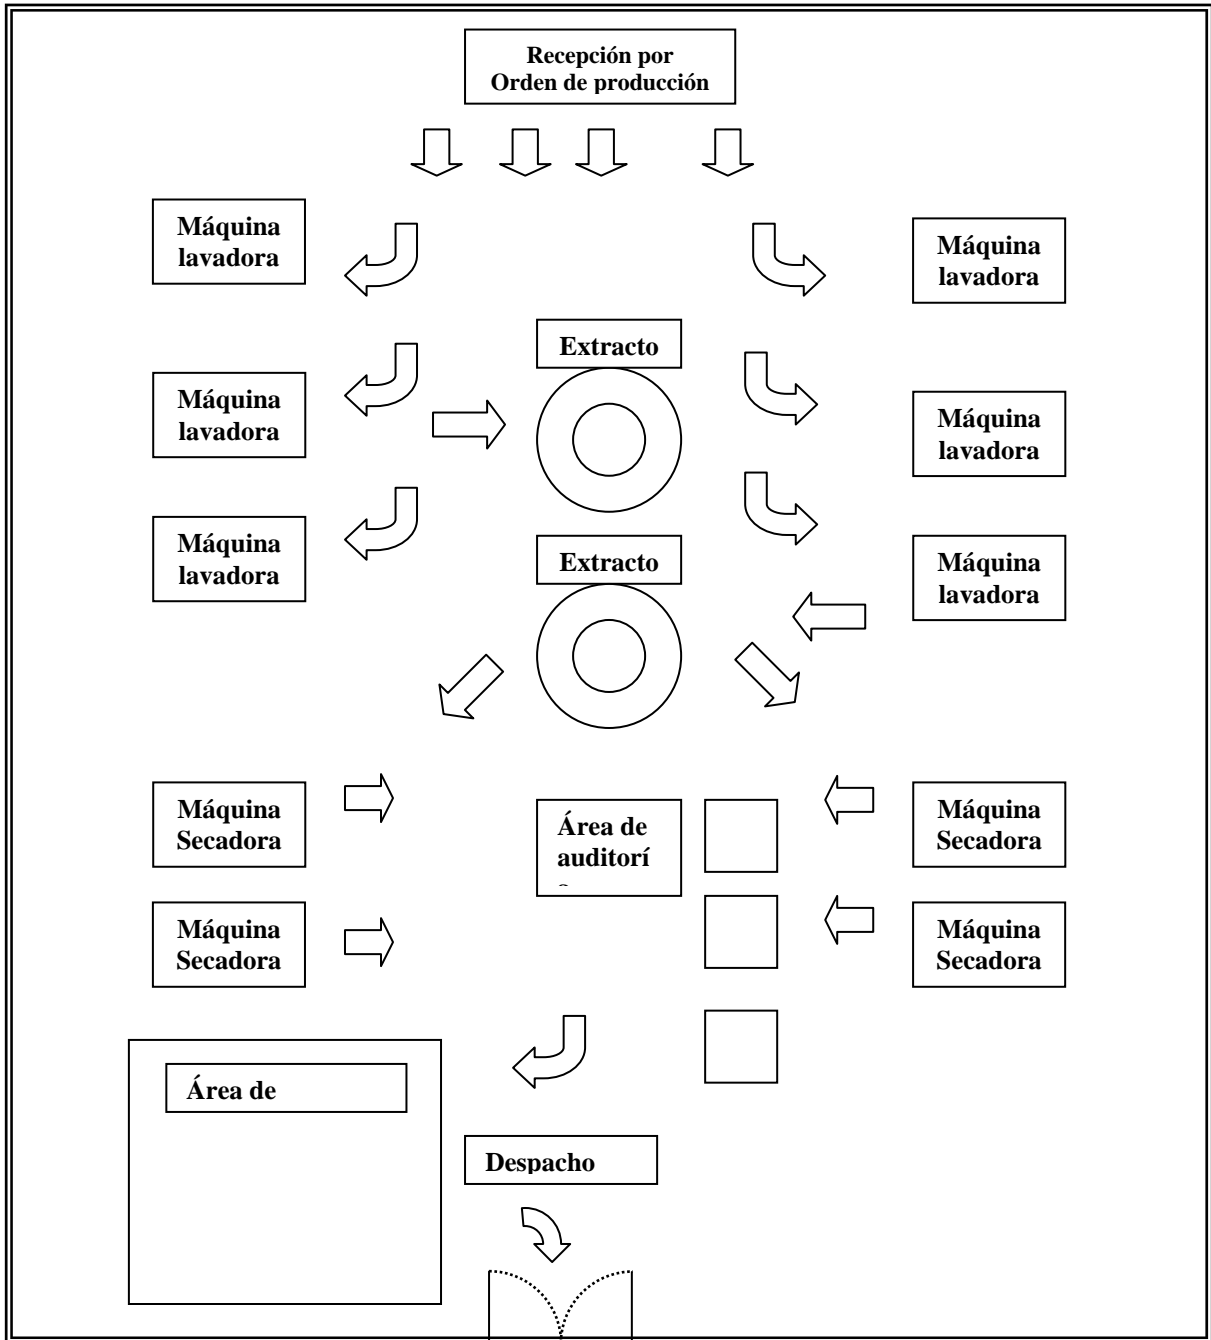 Recepción por
Orden de producción
Máquina
lavadora
Máquina
lavadora
Extracto
Máquina
lavadora
Máquina
lavadora
Máquina
lavadora
Extracto
Máquina
lavadora
Máquina
Secadora
Área de
auditorí
Máquina
Secadora
Máquina
Secadora
Máquina
Secadora
Área de
Despacho